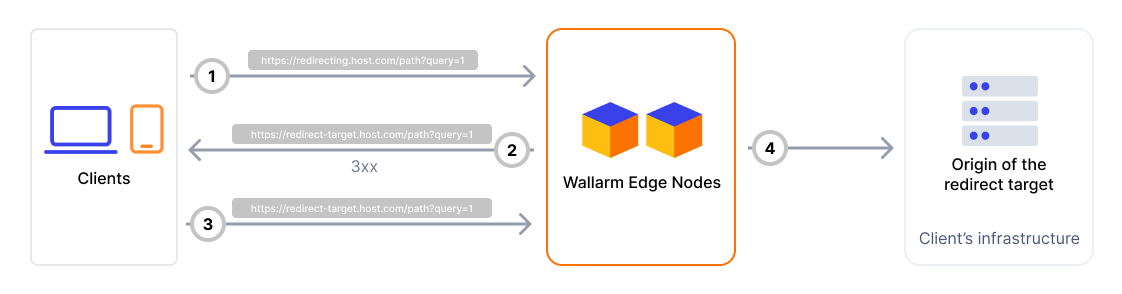 1
https://redirecting.host.com/path?query=1
https://redirect-target.host.com/path?query=1
2
3xx
3
https://redirect-target.host.com/path?query=1
Clients
Wallarm Edge Nodes
4
Origin of the
redirect target
Client’s infrastructure